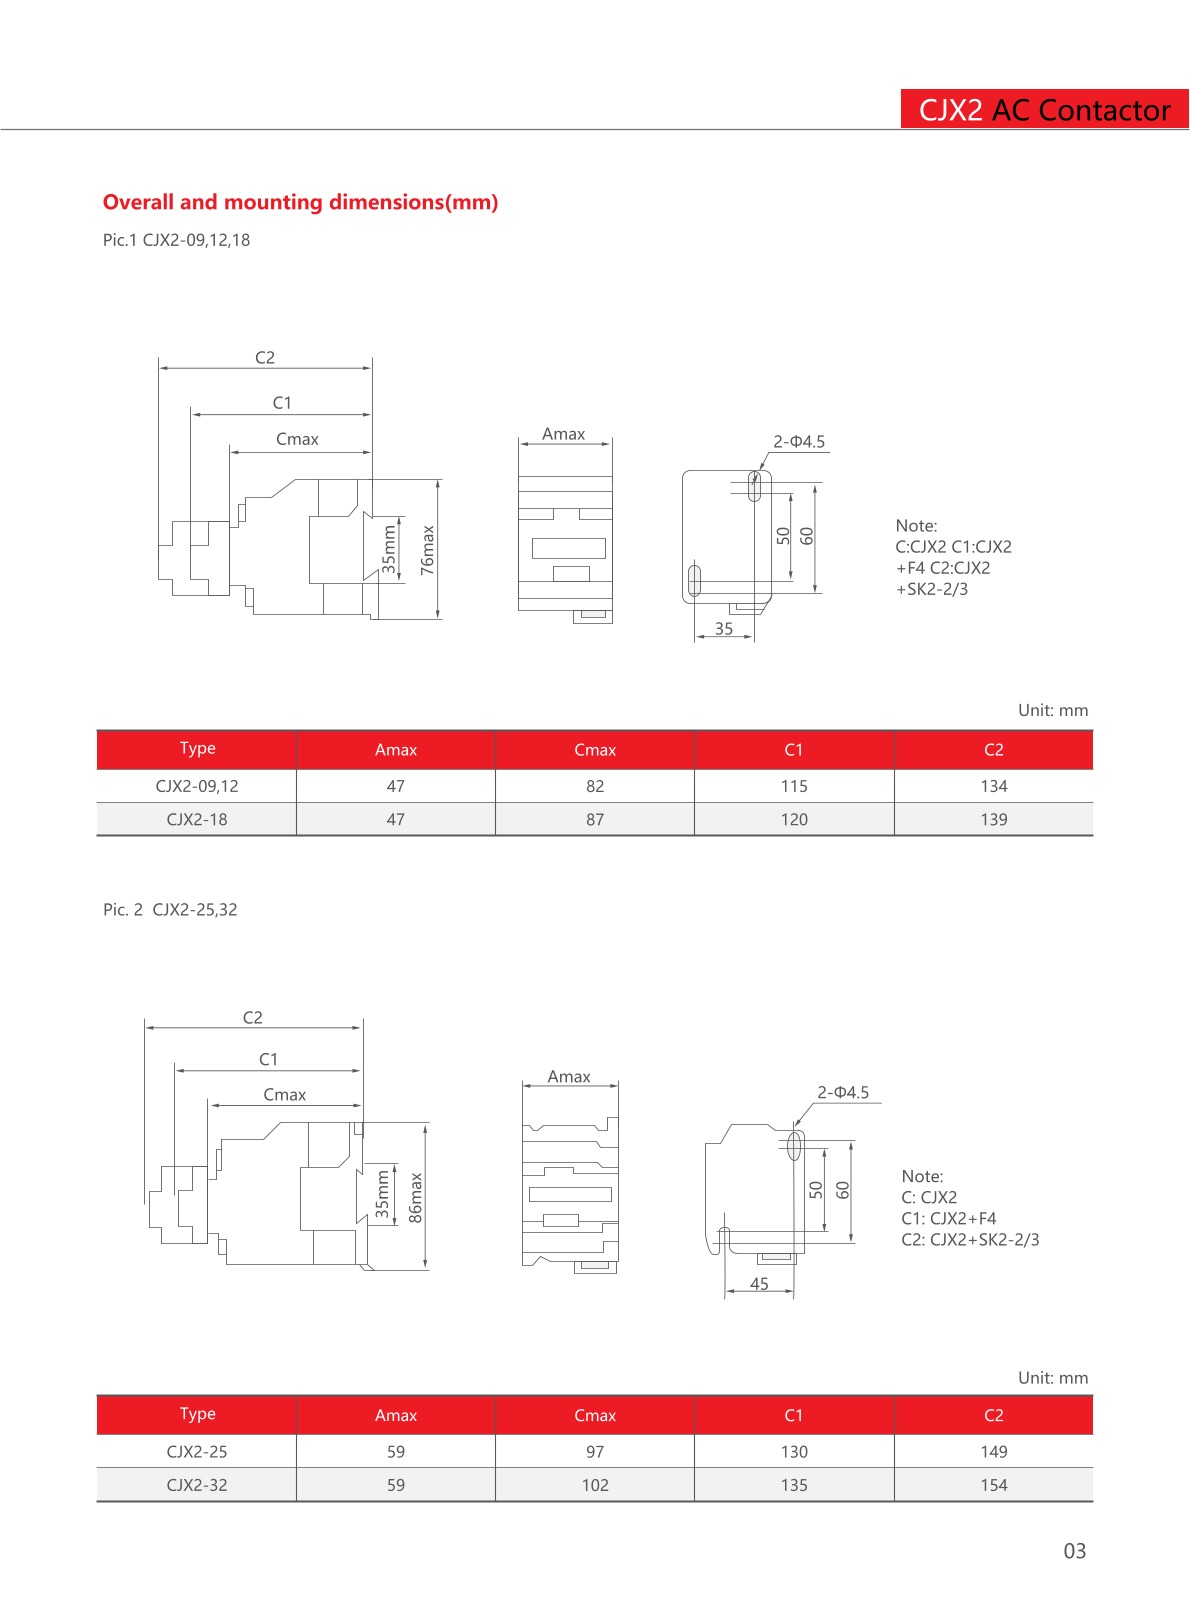 CJX2 AC Contactor
Overall and mounting dimensions(mm)
Pic.1 CJX2-09,12,18
C2
C1
Cmax
35mm
76max
Amax
2-Φ4.5
50
60
35
Note:
C:CJX2 C1:CJX2
+F4 C2:CJX2
+SK2-2/3
Unit: mm
Type Amax Cmax C1 C2
CJX2-09,12 47 82 115 134
CJX2-18 47 87 120 139
Pic. 2 CJX2-25,32
C2
C1
Cmax
35mm
86max
Amax
2-Φ4.5
50
60
45
Note:
C: CJX2
C1: CJX2+F4
C2: CJX2+SK2-2/3
Unit: mm
Type Amax Cmax C1 C2
CJX2-25 59 97 130 149
CJX2-32 59 102 135 154
03